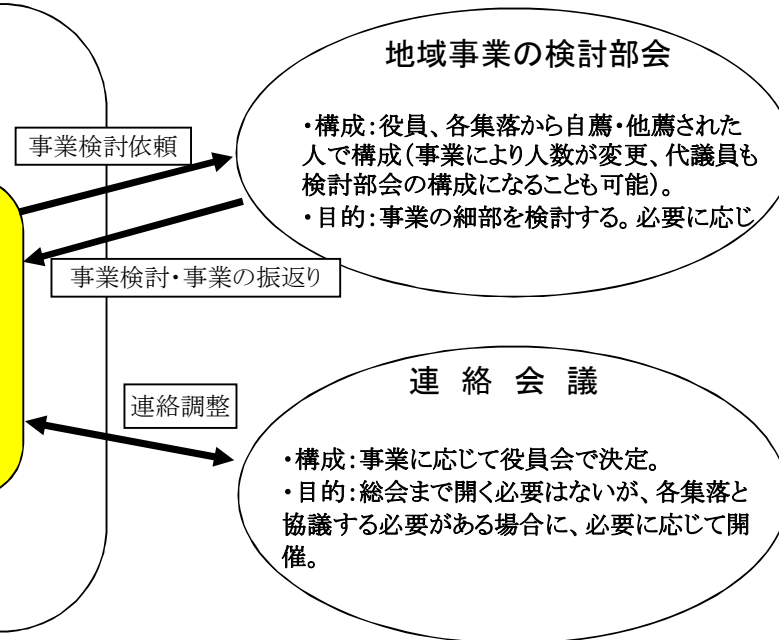 地域事業の検討部会
・構成：役員、各集落から自薦・他薦された
人で構成（事業により人数が変更、代議員も
検討部会の構成になることも可能）。
・目的：事業の細部を検討する。必要に応じ
事業検討依頼
事業検討・事業の振返り
連絡会議
連絡調整
・構成：事業に応じて役員会で決定。
・目的：総会まで開く必要はないが、各集落と
協議する必要がある場合に、必要に応じて開
催。